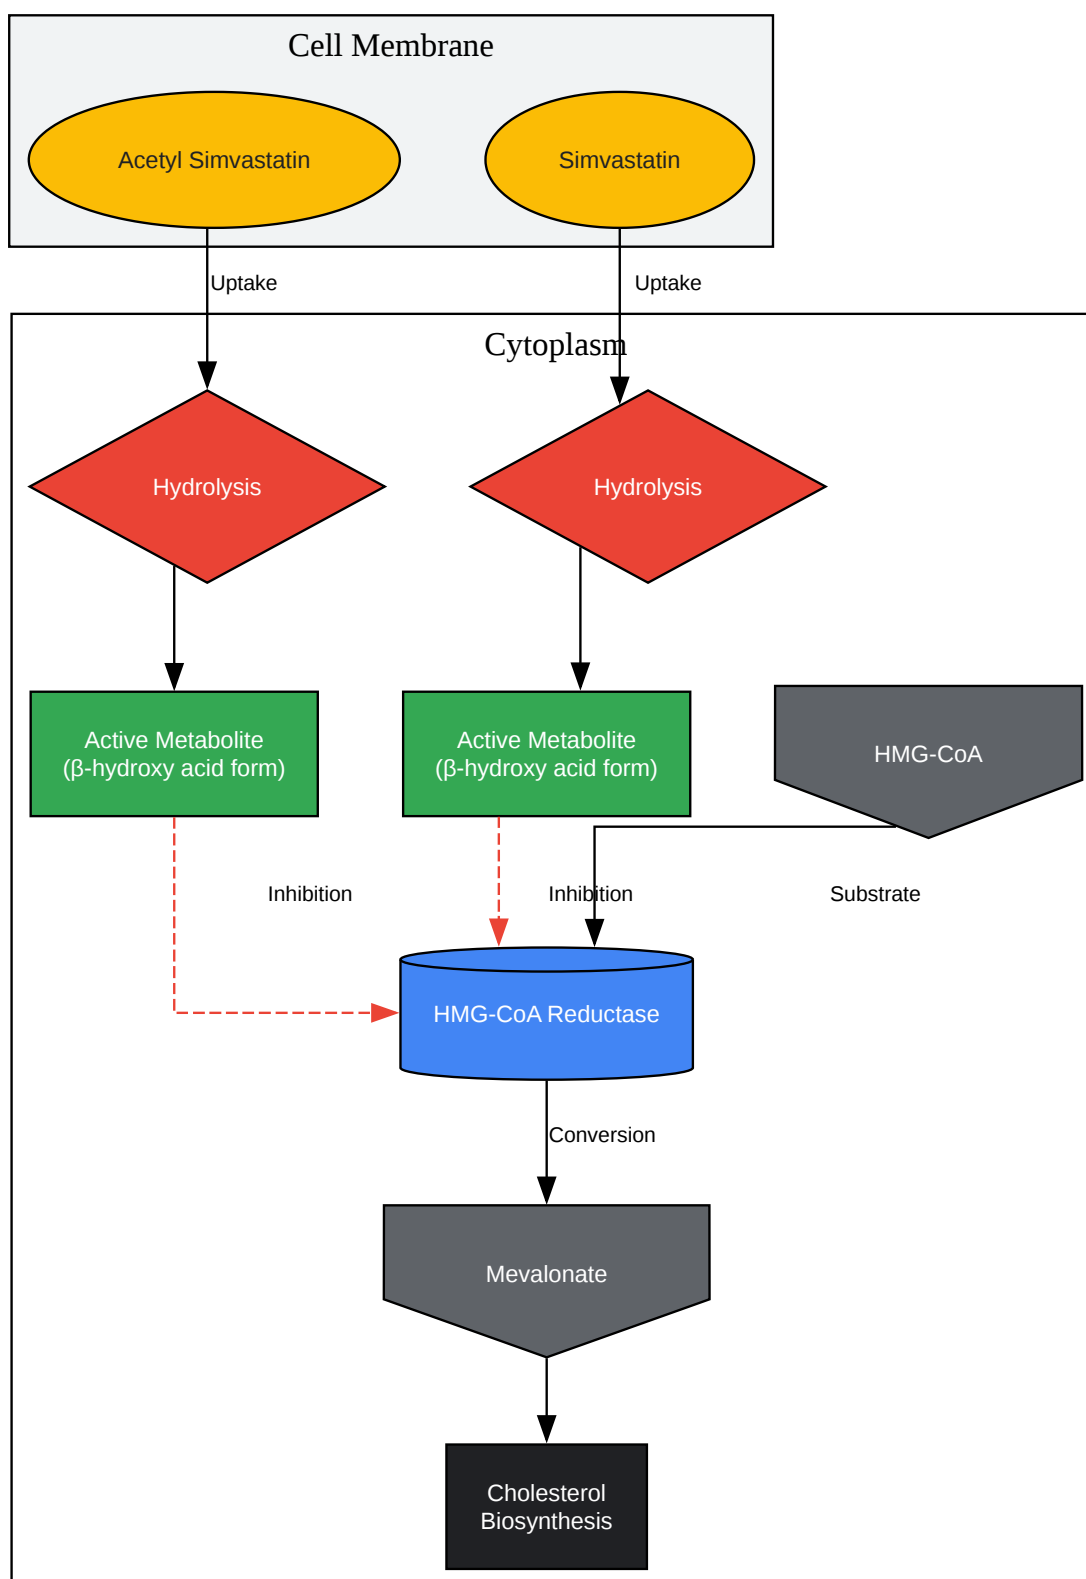 Cell Membrane
Acetyl Simvastatin
Simvastatin
Uptake
Uptake
Cytoplasm
Hydrolysis
Hydrolysis
Active Metabolite
(β-hydroxy acid form)
Active Metabolite
(β-hydroxy acid form)
HMG-CoA
Inhibition
Inhibition
Substrate
HMG-CoA Reductase
Conversion
Mevalonate
Cholesterol
Biosynthesis